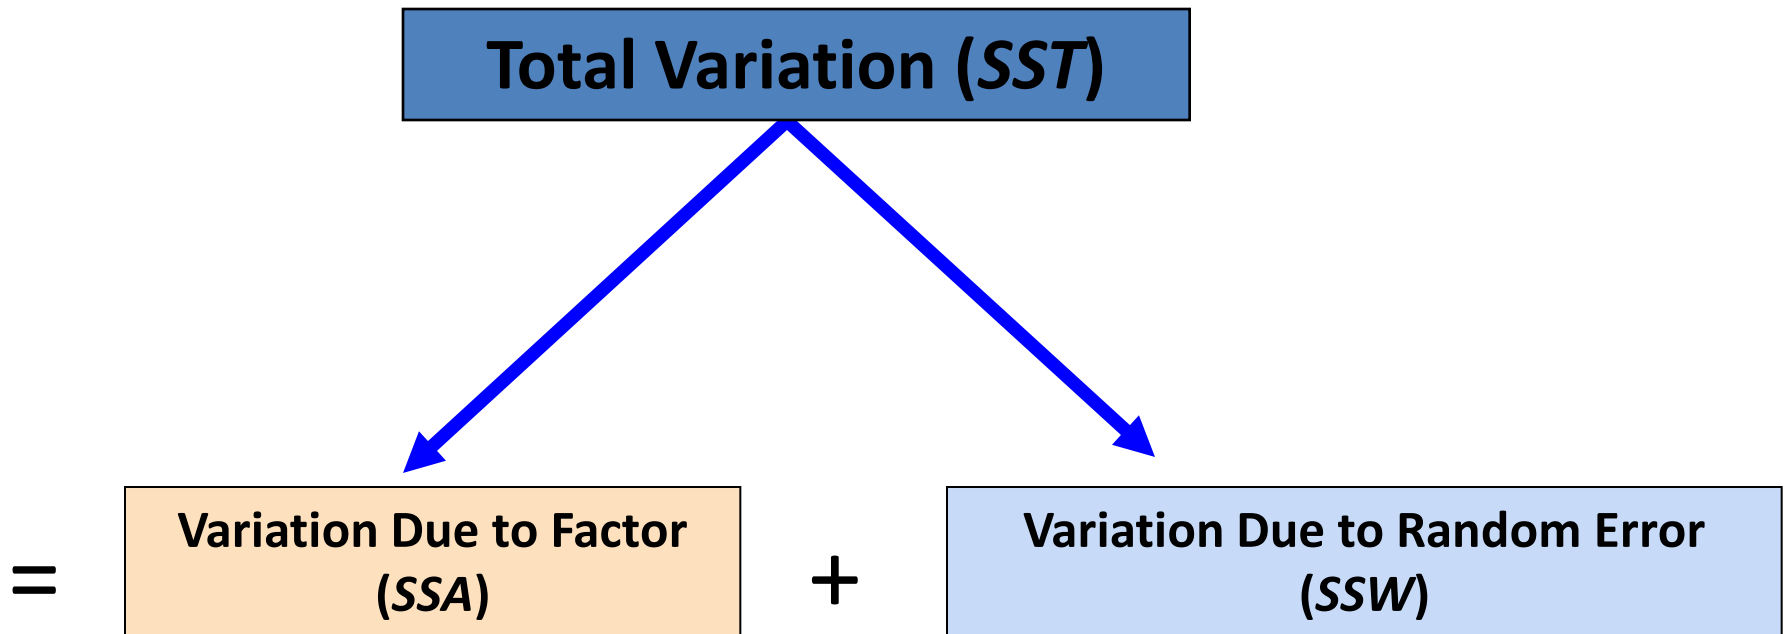 Total Variation (SST)
= Variation Due to Factor + Variation Due to Random Error
(SSA) (SSW)